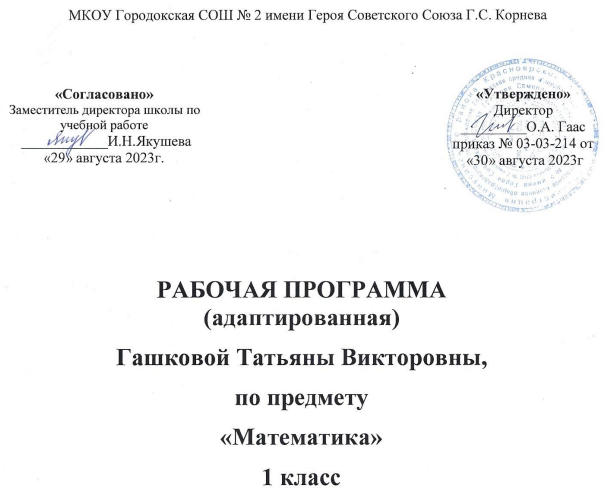 МКОУ Городокская СОШ № 2 имени Героя Советского Союза Г.С. Корнева
«Согласовано»
Заместитель директора школы по
учебной работе
И.Н.Якушева
«29» августа 2023г.
«Утверждено»
Директор
О.А. Гаас
приказ № 03-03-214 от
«30» августа 2023г
РАБОЧАЯ ПРОГРАММА
(адаптированная)
Гашковой Татьяны Викторовны,
по предмету
«Математика»
1 класс